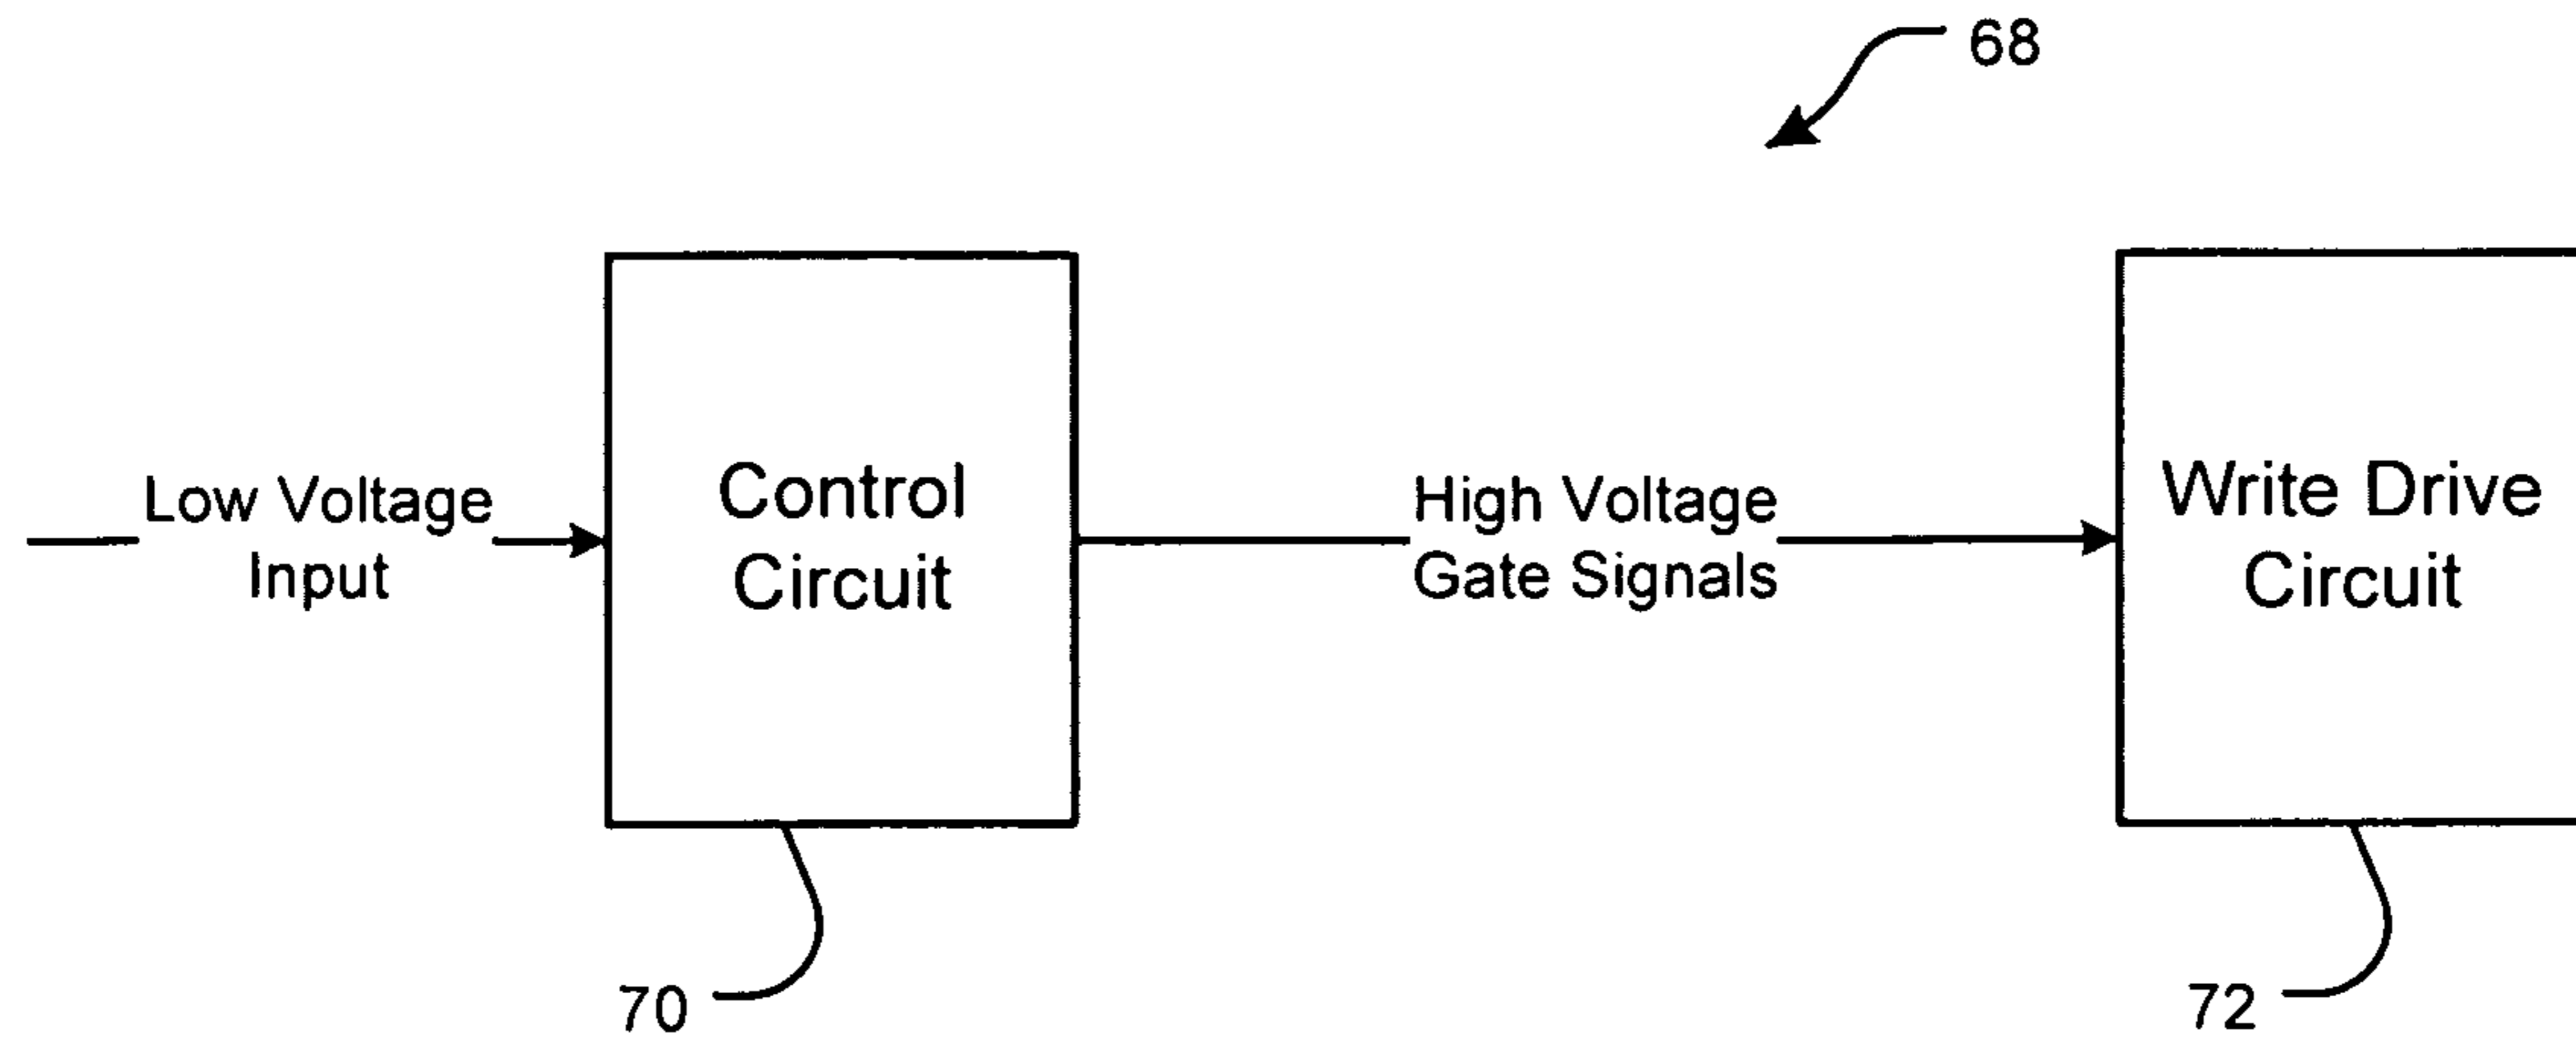 68
Low Voltage
Input
Control
Circuit
High Voltage
Gate Signals
Write Drive
Circuit
70
72